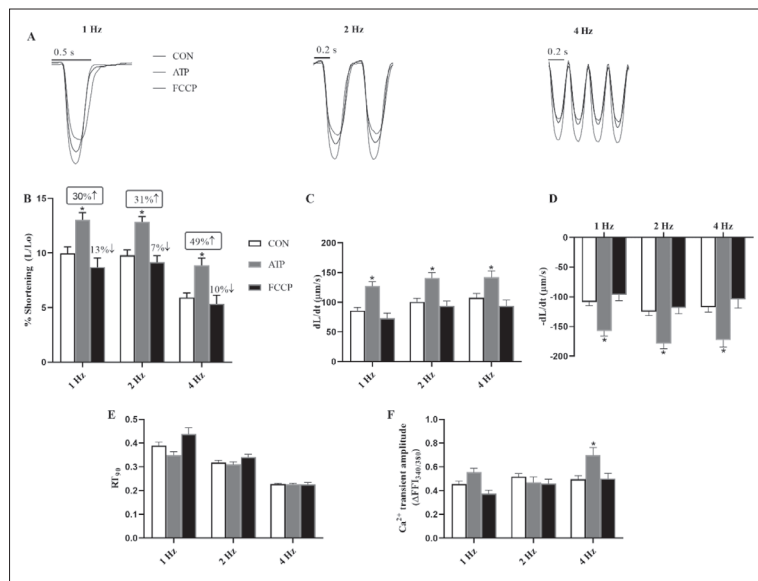 1 Hz 2 Hz 4 Hz
A
0.5 s 0.2 s 0.2 s
CON
ATP
FCCP
B
30%↑ 31%↑ 49%↑
13%↓ 7%↓ 10%↓
* * *
% Shortening (L/Lo)
15
10
5
0
1 Hz 2 Hz 4 Hz
CON
ATP
FCCP
C
dL/dt (μm/s)
200
150
100
50
0
* * *
1 Hz 2 Hz 4 Hz
D
1 Hz 2 Hz 4 Hz
-dL/dt (μm/s)
0
-50
-100
-150
-200
* * *
E
RT90
0.5
0.4
0.3
0.2
0.1
0.0
1 Hz 2 Hz 4 Hz
F
Ca2+ transient amplitude
(ΔFFI340/380)
1.0
0.8
0.6
0.4
0.2
0.0
*
1 Hz 2 Hz 4 Hz